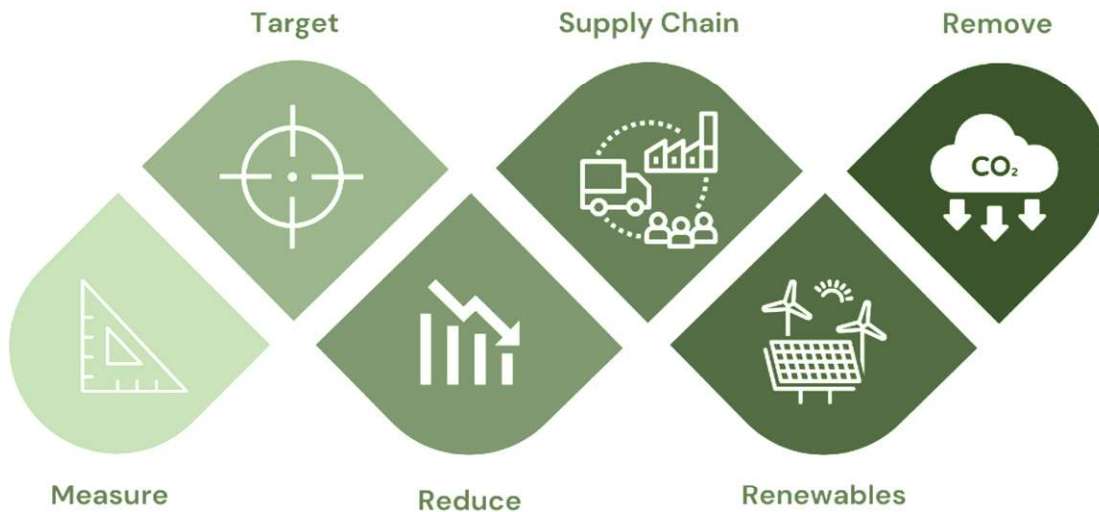 Target
Supply Chain
Remove
CO₂
Measure
Reduce
Renewables